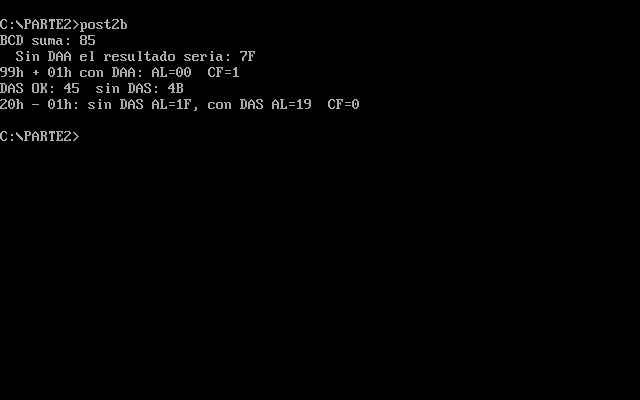 C:\PARTE2>post2b
BCD suma: 85
  Sin DAA el resultado seria: 7F
99h + 01h con DAA: AL=00  CF=1
DAS OK: 45  sin DAS: 4B
20h - 01h: sin DAS AL=1F, con DAS AL=19  CF=0
C:\PARTE2>